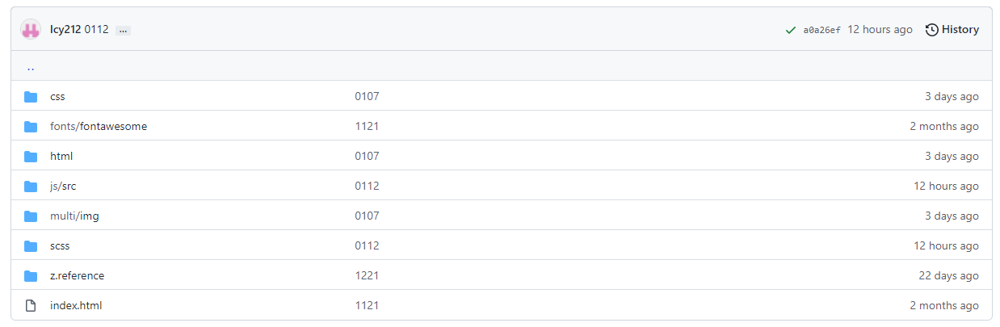 lcy212 0112 ... a0a26ef 12 hours ago History
..
css 0107 3 days ago
fonts/fontawesome 1121 2 months ago
html 0107 3 days ago
js/src 0112 12 hours ago
multi/img 0107 3 days ago
scss 0112 12 hours ago
z.reference 1221 22 days ago
index.html 1121 2 months ago